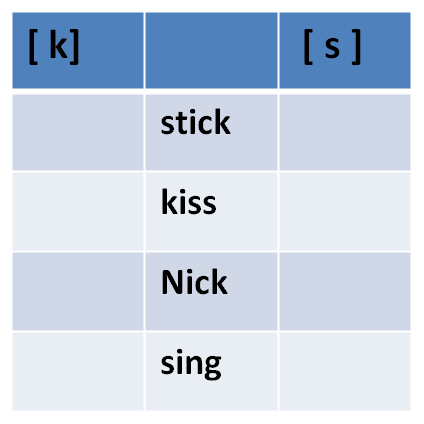 [ k] [ s ]
stick
kiss
Nick
sing